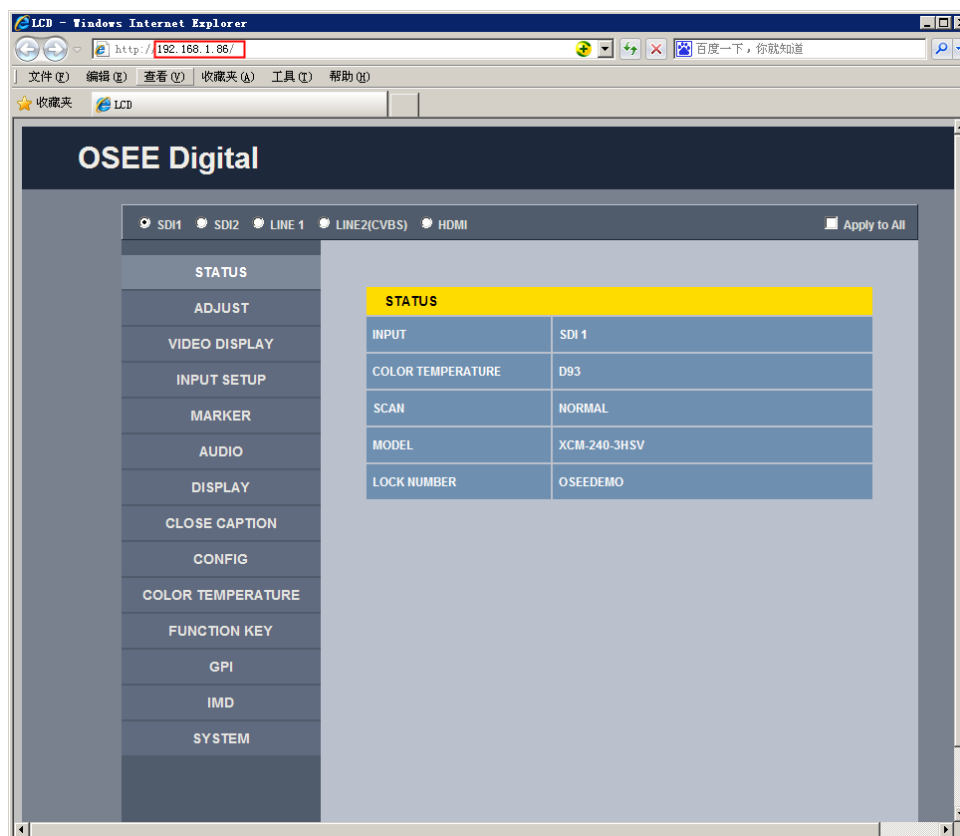 LCD - Windows Internet Explorer
http://192.168.1.86/
百度一下，你就知道
文件(F) 编辑(E) 查看(V) 收藏夹(A) 工具(T) 帮助(H)
收藏夹 LCD
OSEE Digital
SDI1 SDI2 LINE 1 LINE2(CVBS) HDMI Apply to All
STATUS
ADJUST
VIDEO DISPLAY
INPUT SETUP
MARKER
AUDIO
DISPLAY
CLOSE CAPTION
CONFIG
COLOR TEMPERATURE
FUNCTION KEY
GPI
IMD
SYSTEM
STATUS
INPUT SDI 1
COLOR TEMPERATURE D93
SCAN NORMAL
MODEL XCM-240-3HSV
LOCK NUMBER OSEEDEMO